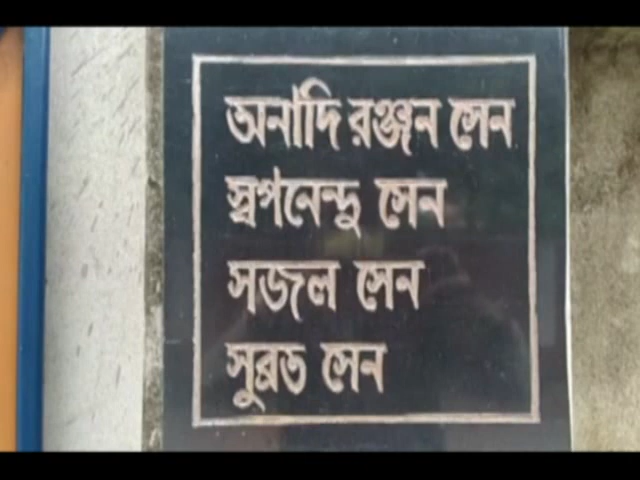 অনাদি রঞ্জন সেন
স্বপনেন্দু সেন
সজল সেন
সুব্রত সেন